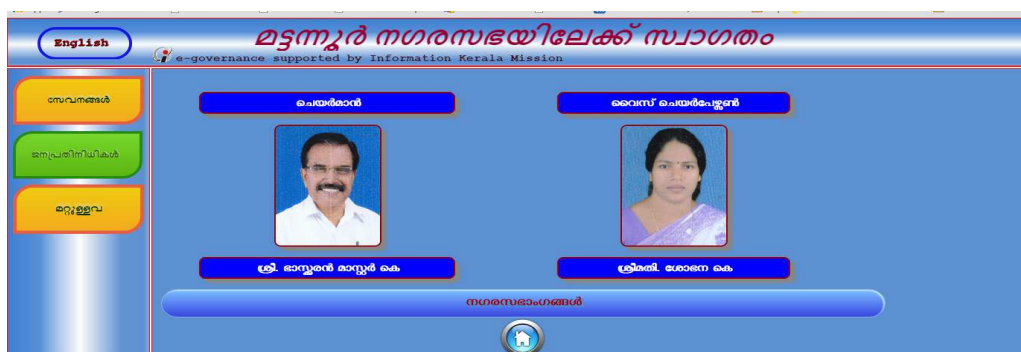 English
മട്ടന്നൂർ നഗരസഭയിലേക്ക് സ്വാഗതം
e-governance supported by Information Kerala Mission
സേവനങ്ങൾ
ജനപ്രതിനിധികൾ
മറ്റുള്ളവ
ചെയർമാൻ
വൈസ് ചെയർപേഴ്സൺ
ശ്രീ. ഭാസ്ക്കരൻ മാസ്റ്റർ കെ
ശ്രീമതി. ശോഭന കെ
നഗരസഭാംഗങ്ങൾ